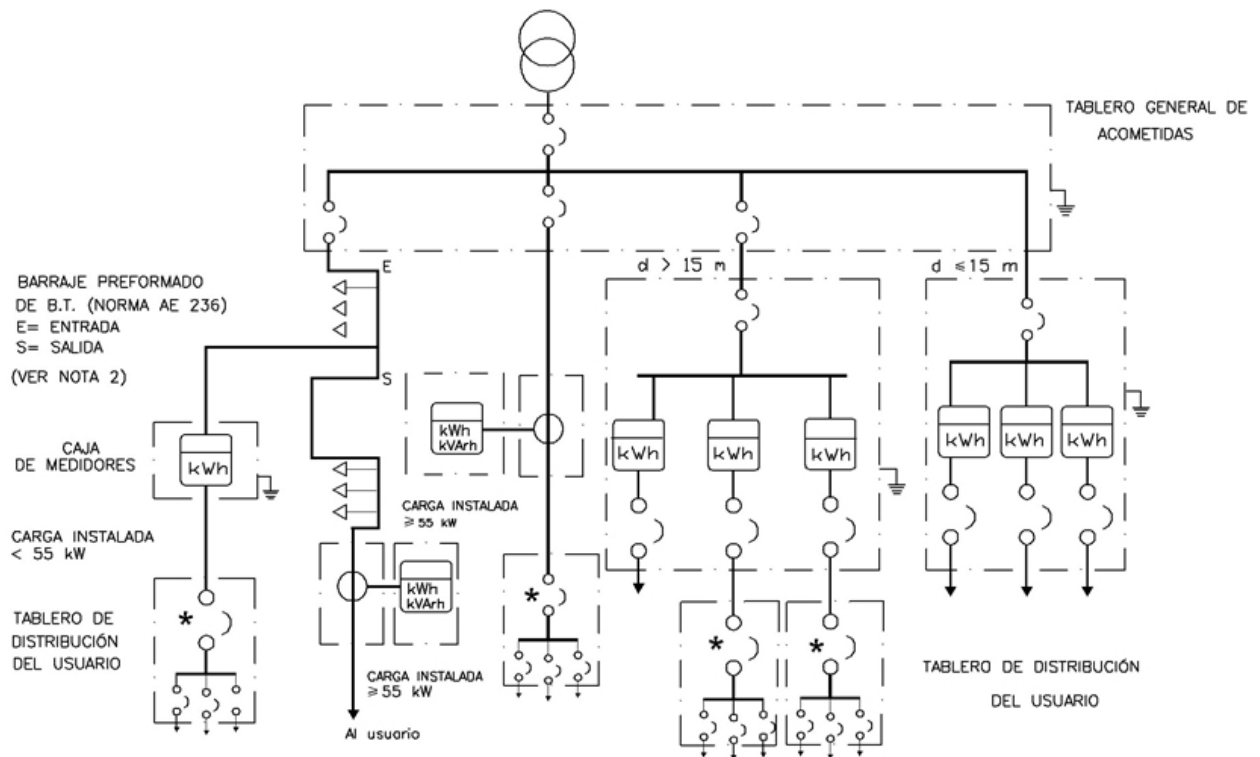 TABLERO GENERAL DE
ACOMETIDAS
E
d > 15 m
d ≤15 m
BARRAJE PREFORMADO
DE B.T. (NORMA AE 236)
E= ENTRADA
S= SALIDA
(VER NOTA 2)
S
CAJA
DE MEDIDORES
kWh
kWh
kVArh
kWh
kWh
kWh
kWh
kWh
kWh
CARGA INSTALADA
< 55 kW
CARGA INSTALADA
≥ 55 kW
kWh
kVArh
TABLERO DE
DISTRIBUCIÓN
DEL USUARIO
*
*
*
*
CARGA INSTALADA
≥ 55 kW
Al usuario
TABLERO DE DISTRIBUCIÓN
DEL USUARIO